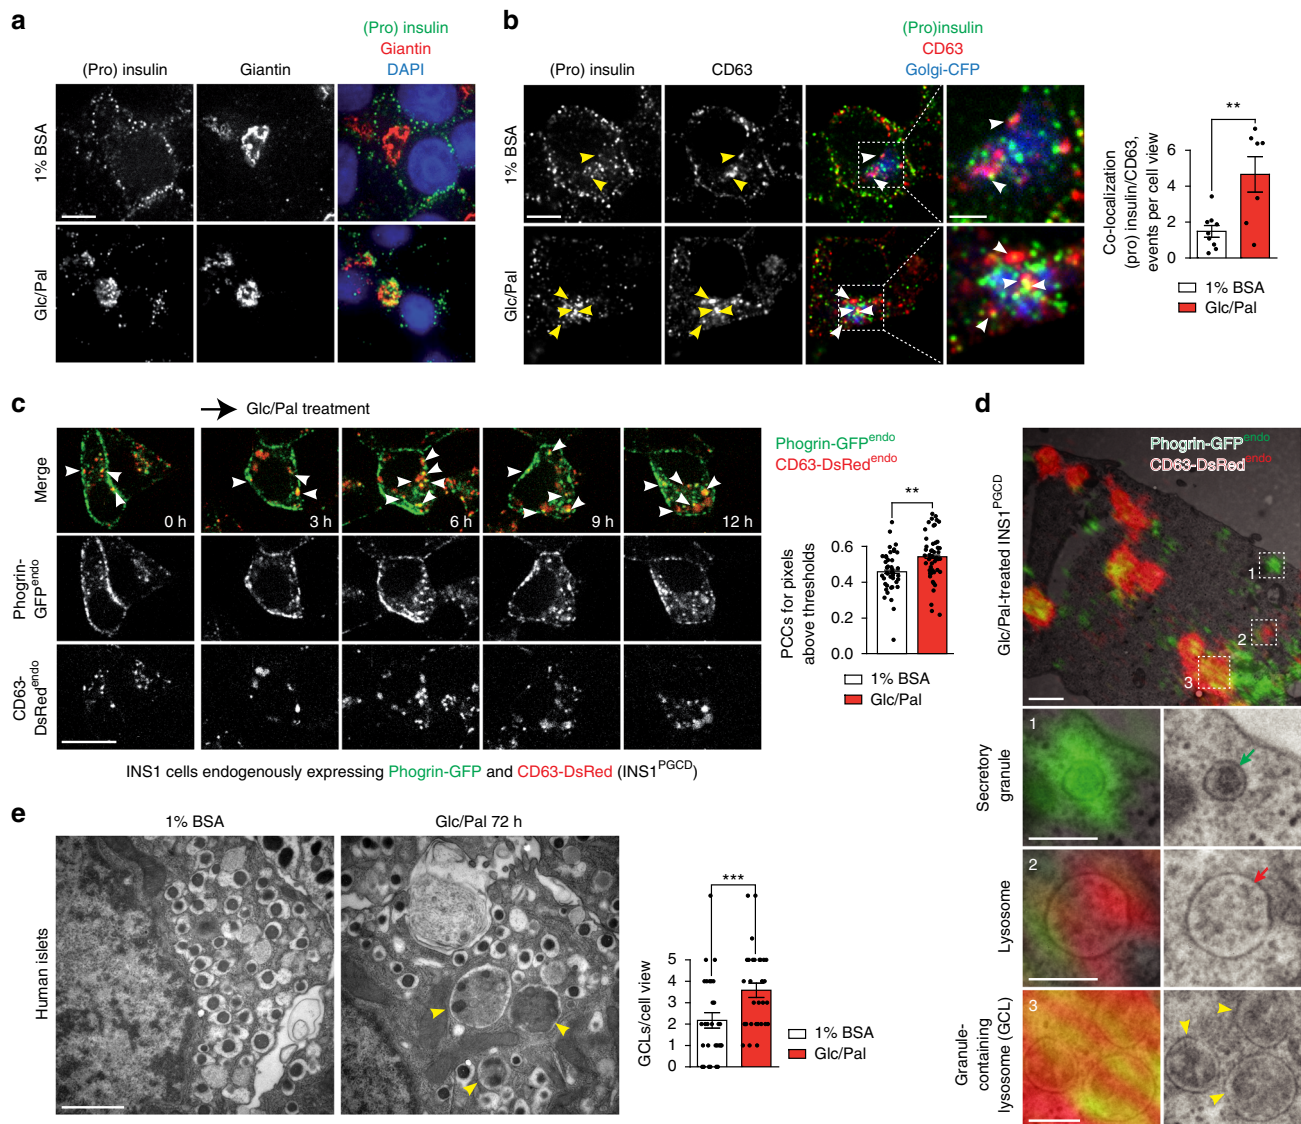 a
(Pro) insulin
Giantin
DAPI
(Pro) insulin
Giantin
1% BSA
Glc/Pal
b
(Pro)insulin
CD63
Golgi-CFP
(Pro) insulin
CD63
1% BSA
Glc/Pal
Co-localization
(pro) insulin/CD63,
events per cell view
**
6
4
2
0
1% BSA
Glc/Pal
c
Glc/Pal treatment
Merge
0 h
3 h
6 h
9 h
12 h
Phogrin-
GFPendo
CD63-
DsRedendo
INS1 cells endogenously expressing Phogrin-GFP and CD63-DsRed (INS1PGCD)
Phogrin-GFPendo
CD63-DsRedendo
**
PCCs for pixels
above thresholds
0.6
0.4
0.2
0.0
1% BSA
Glc/Pal
d
Phogrin-GFPendo
CD63-DsRedendo
Glc/Pal-treated INS1PGCD
1
2
3
1
Secretory
granule
2
Lysosome
3
Granule-
containing
lysosome (GCL)
e
1% BSA
Glc/Pal 72 h
Human islets
***
GCLs/cell view
5
4
3
2
1
0
1% BSA
Glc/Pal